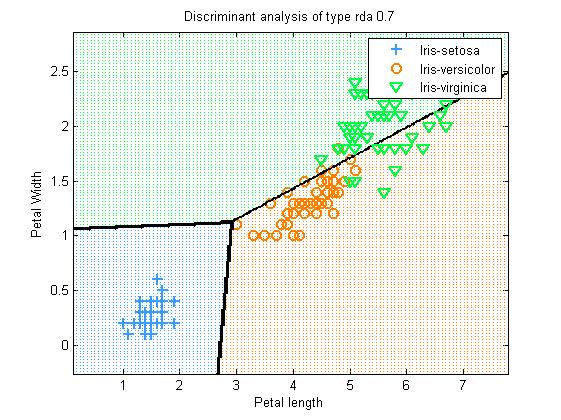 Discriminant analysis of type rda 0.7
Iris-setosa
Iris-versicolor
Iris-virginica
2.5
2
1.5
1
0.5
0
Petal Width
1 2 3 4 5 6 7
Petal length